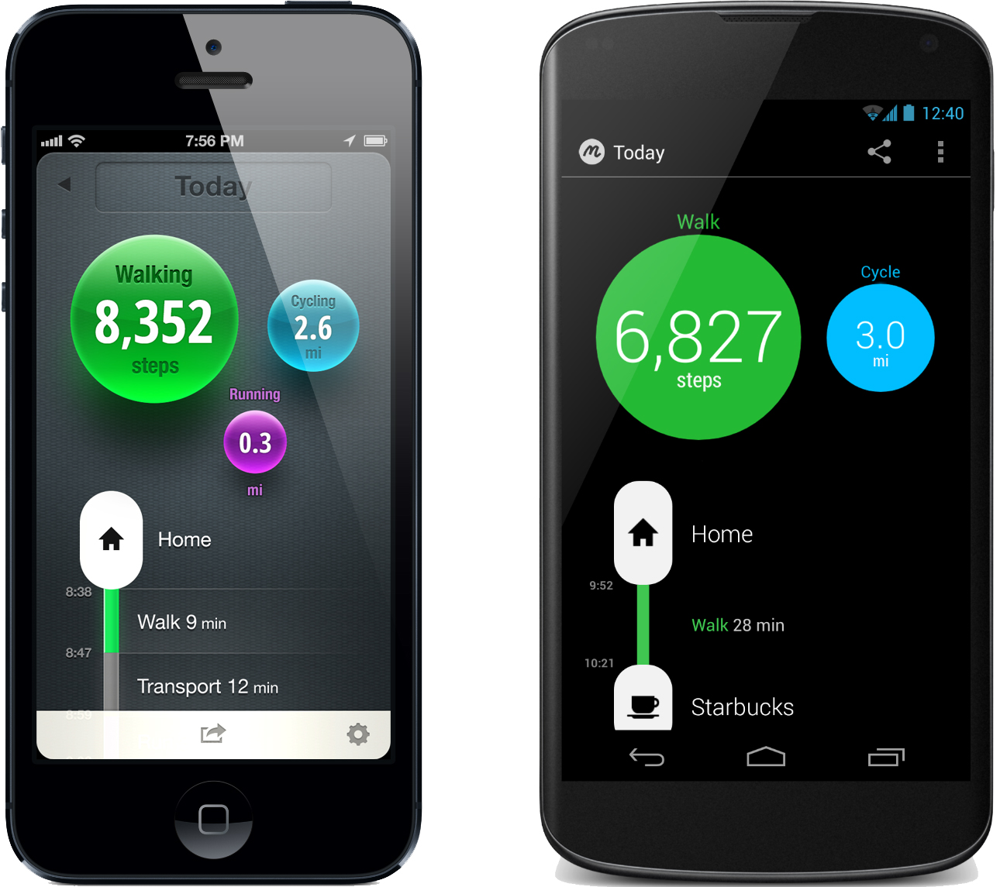 7:56 PM
Today
Walking
8,352
steps
Cycling
2.6
mi
Running
0.3
mi
Home
8:38
Walk 9 min
8:47
Transport 12 min
8:59
12:40
m Today
Walk
6,827
steps
Cycle
3.0
mi
Home
9:52
Walk 28 min
10:21
Starbucks